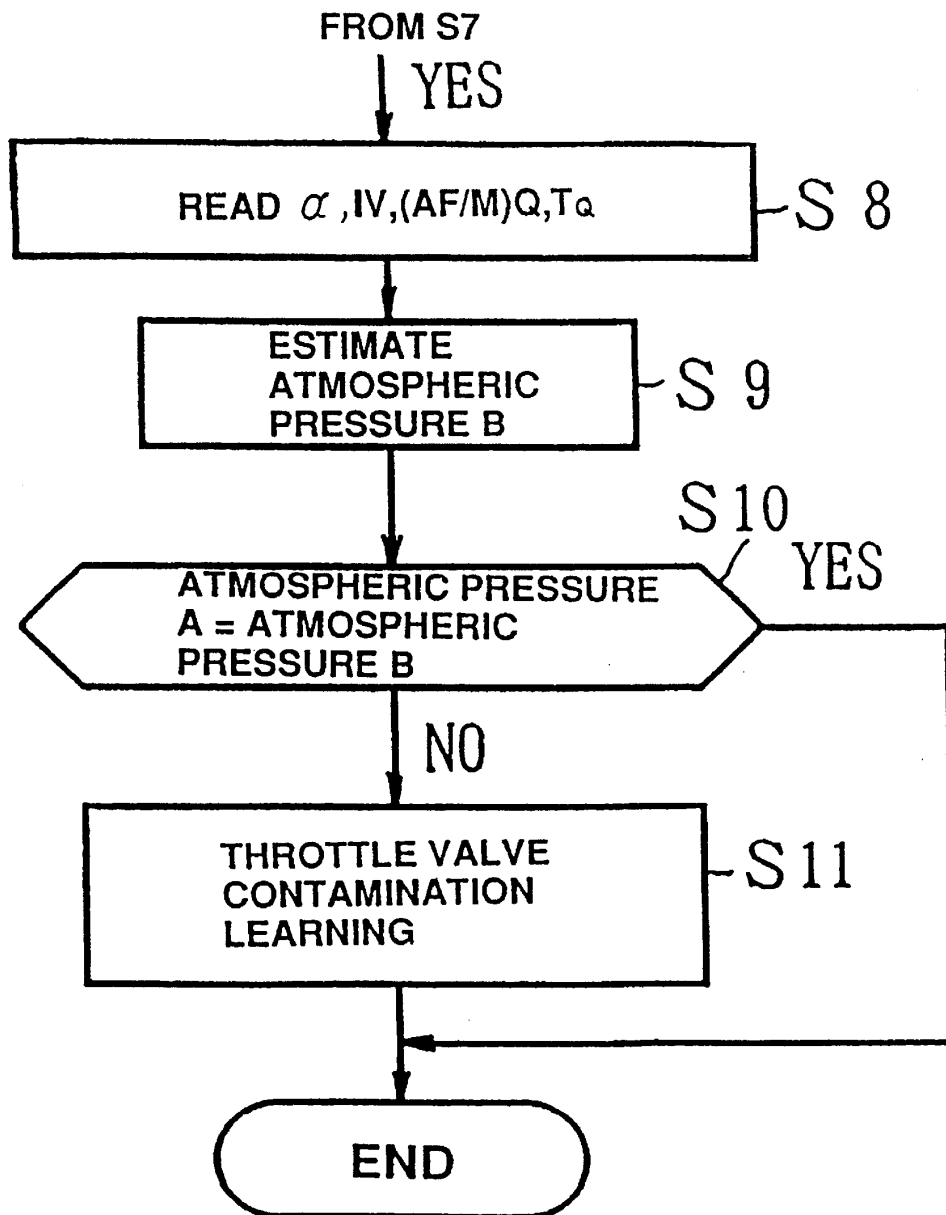 FROM S7
YES
READ α, IV, (AF/M)Q, TQ
S 8
ESTIMATE
ATMOSPHERIC
PRESSURE B
S 9
S 10
YES
ATMOSPHERIC PRESSURE
A = ATMOSPHERIC
PRESSURE B
NO
THROTTLE VALVE
CONTAMINATION
LEARNING
S 11
END